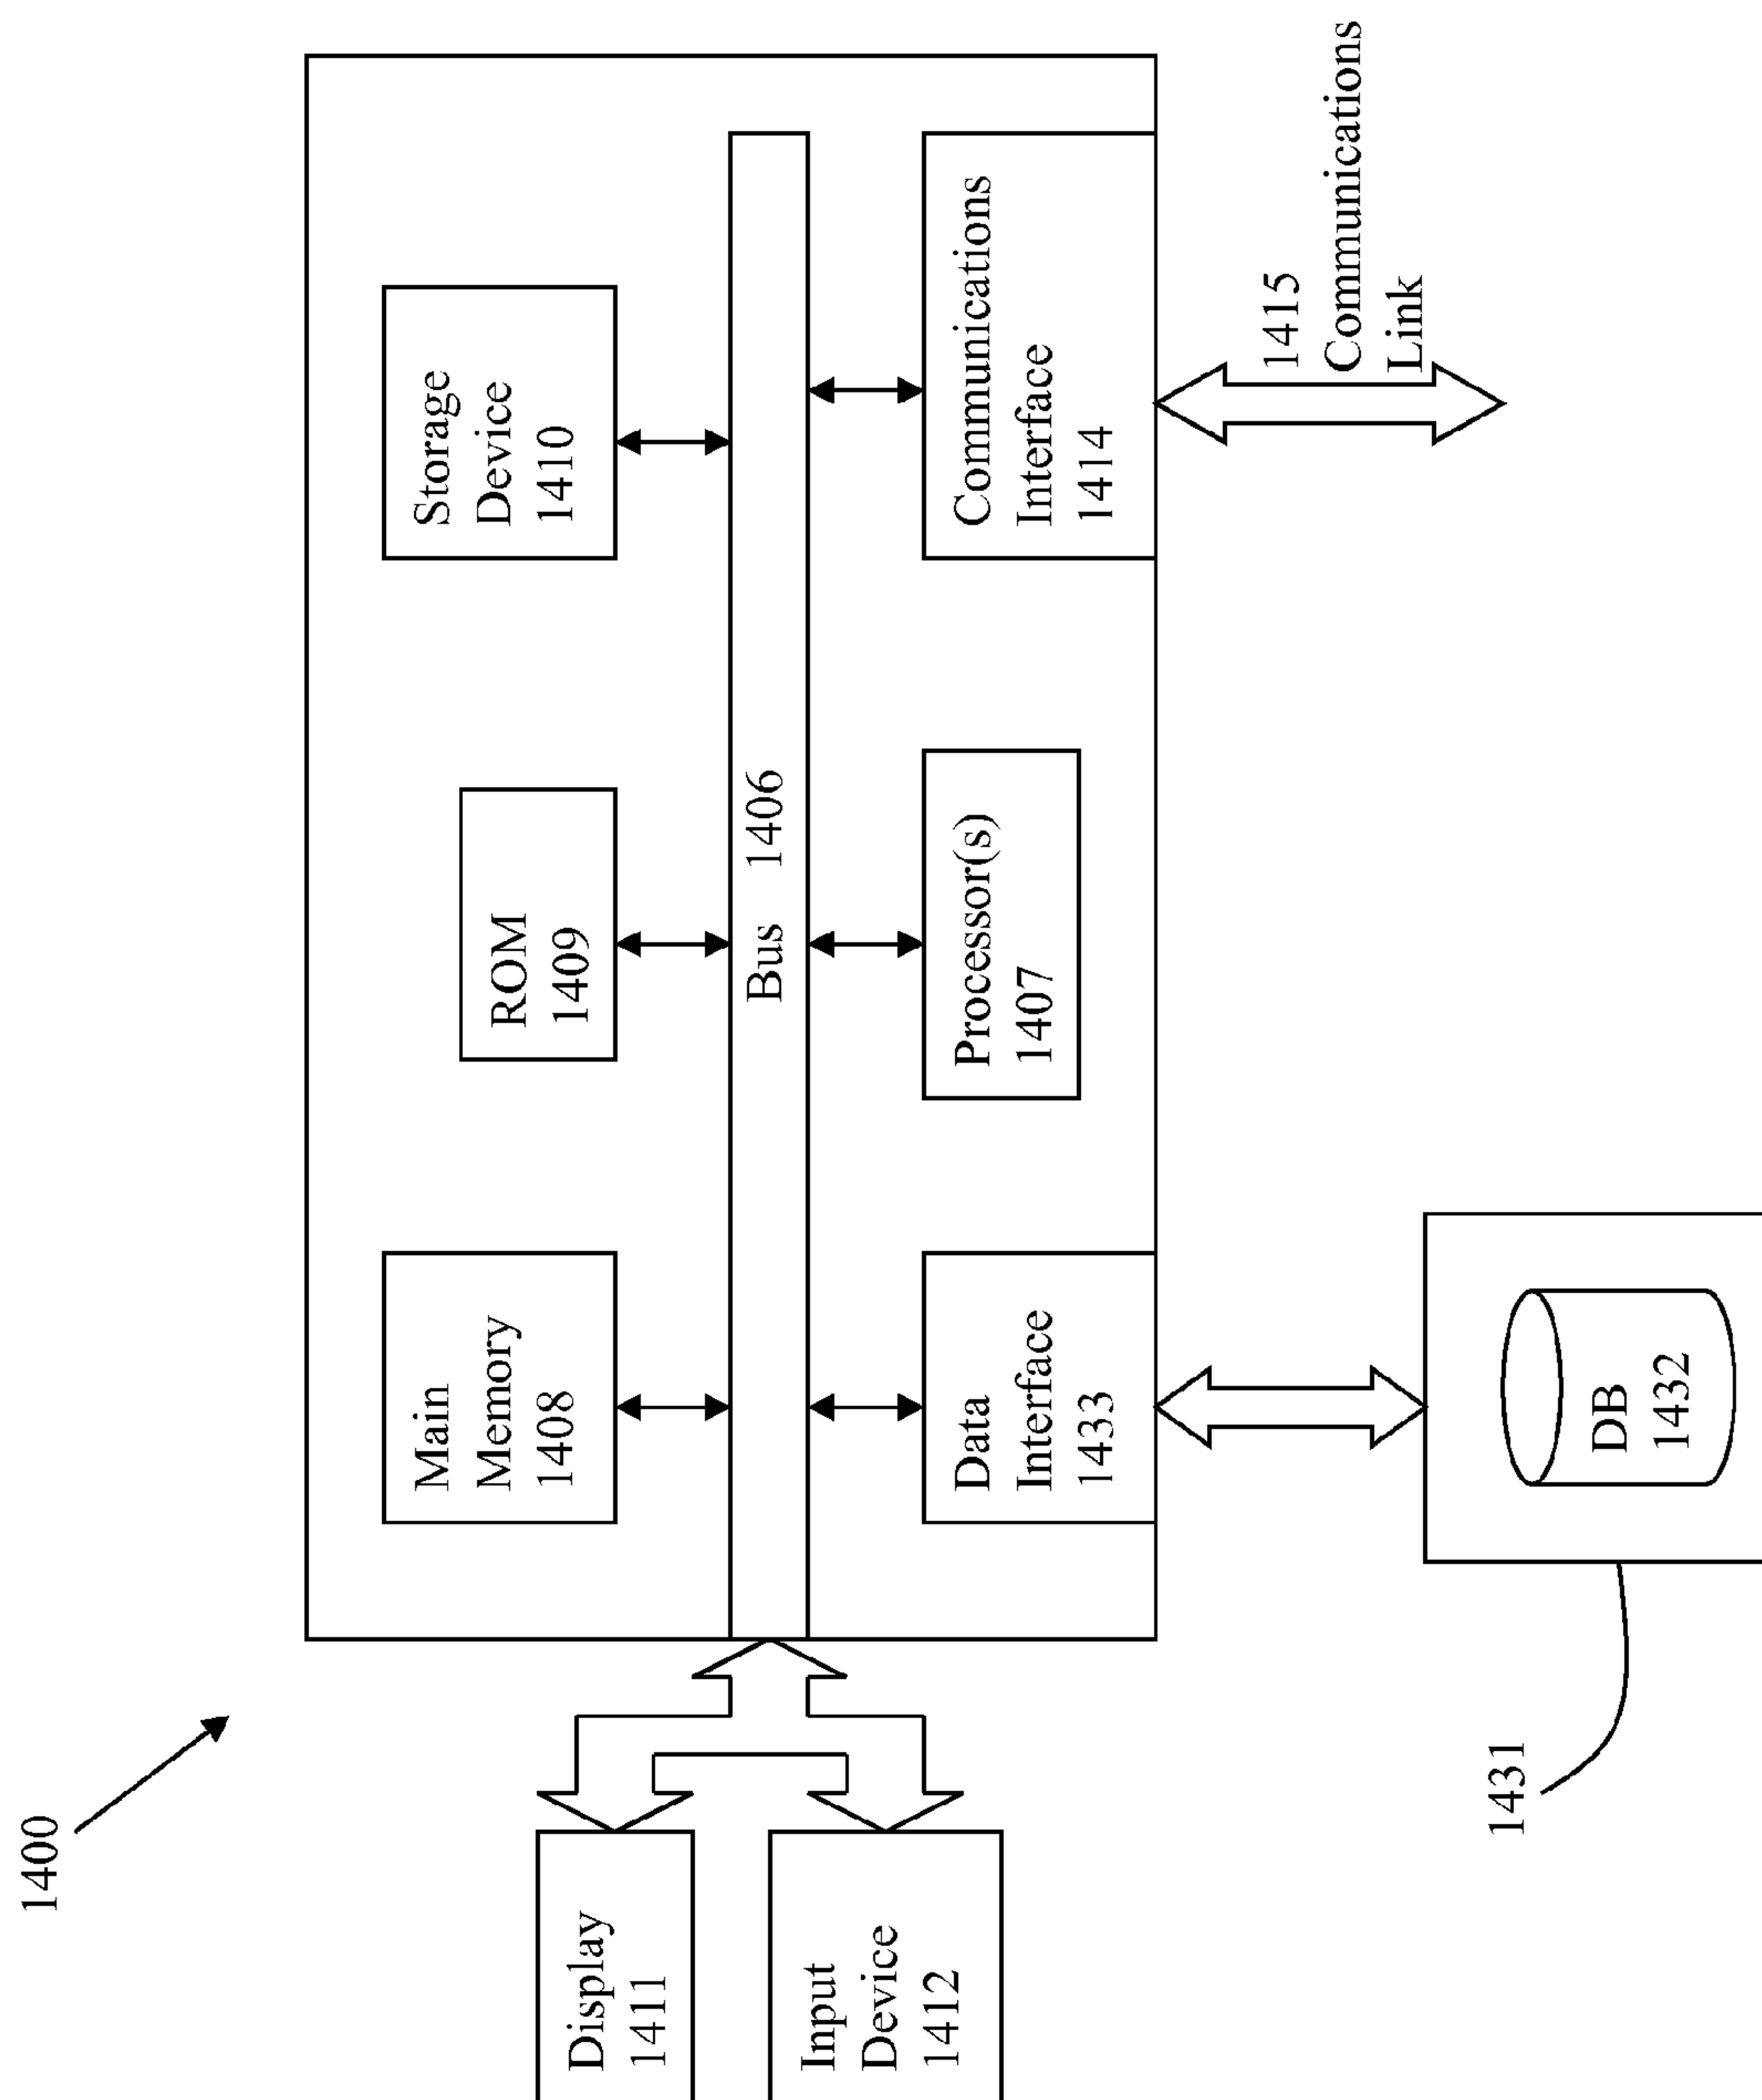 1400
Display
1411
Input
Device
1412
Main
Memory
1408
ROM
1409
Storage
Device
1410
Bus 1406
Data
Interface
1433
Processor(s)
1407
Communications
Interface
1414
1415
Communications
Link
DB
1432
1431